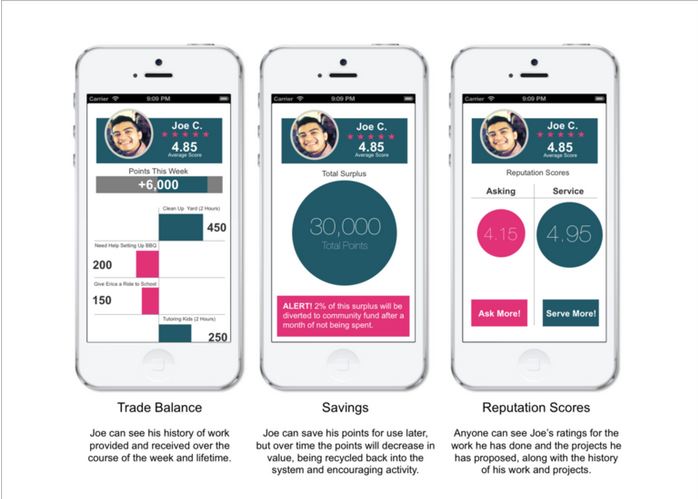 Carrier 9:09 PM
Joe C.
★★★★★
4.85
Average Score
Points This Week
+6,000
Clean Up Yard (2 Hours)
450
Need Help Setting Up BBQ
200
Give Erica a Ride to School
150
Tutoring Kids (2 Hours)
250
Trade Balance
Joe can see his history of work
provided and received over the
course of the week and lifetime.
Carrier 9:09 PM
Joe C.
★★★★★
4.85
Average Score
Total Surplus
30,000
Total Points
ALERT! 2% of this surplus will be
diverted to community fund after a
month of not being spent.
Savings
Joe can save his points for use later,
but over time the points will decrease in
value, being recycled back into the
system and encouraging activity.
Carrier 9:09 PM
Joe C.
★★★★★
4.85
Average Score
Reputation Scores
Asking Service
4.15 4.95
Ask More! Serve More!
Reputation Scores
Anyone can see Joe's ratings for the
work he has done and the projects he
has proposed, along with the history
of his work and projects.